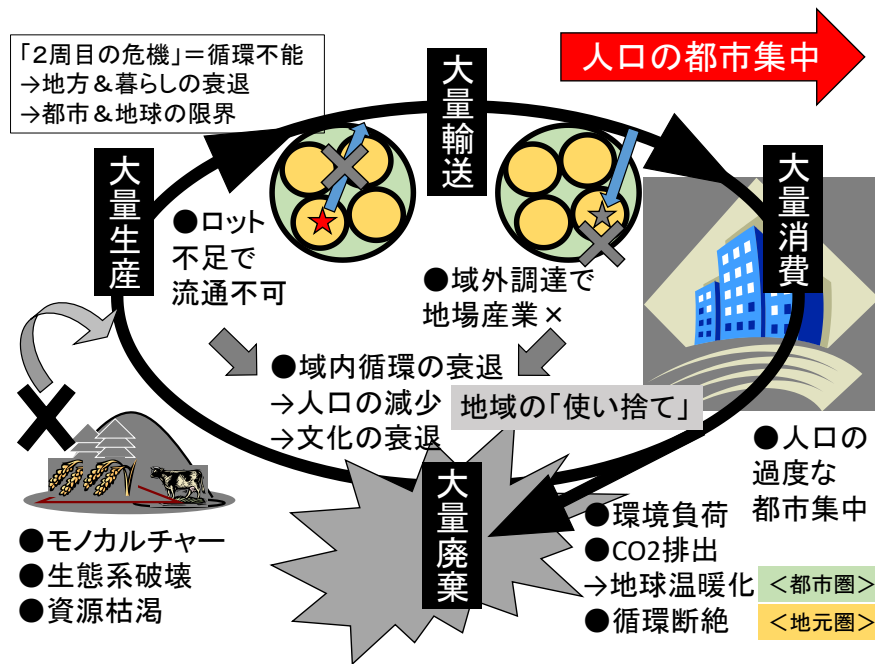 「2周目の危機」＝循環不能
→地方＆暮らしの衰退
→都市＆地球の限界
人口の都市集中
大量輸送
大量生産
大量消費
●ロット
不足で
流通不可
●域外調達で
地場産業×
●域内循環の衰退
→人口の減少
→文化の衰退
地域の「使い捨て」
●人口の
過度な
都市集中
大量廃棄
●モノカルチャー
●生態系破壊
●資源枯渇
●環境負荷
●CO2排出
→地球温暖化
●循環断絶
＜都市圏＞
＜地元圏＞